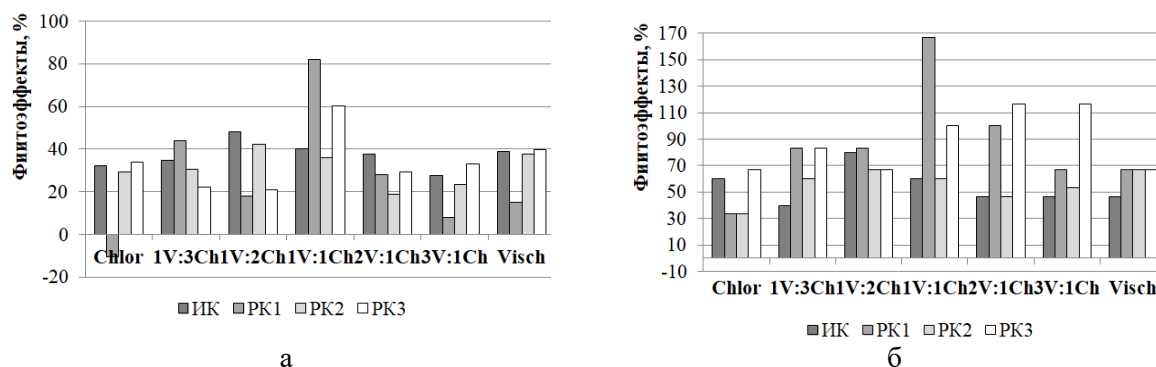 Фиитоэффекты, %
100
80
60
40
20
0
-20
Chlor 1V:3Ch 1V:2Ch 1V:1Ch 2V:1Ch 3V:1Ch Visch
ИК РК1 РК2 РК3
а
Фиитоэффекты, %
170
150
130
110
90
70
50
30
10
-10
Chlor 1V:3Ch 1V:2Ch 1V:1Ch 2V:1Ch 3V:1Ch Visch
ИК РК1 РК2 РК3
б